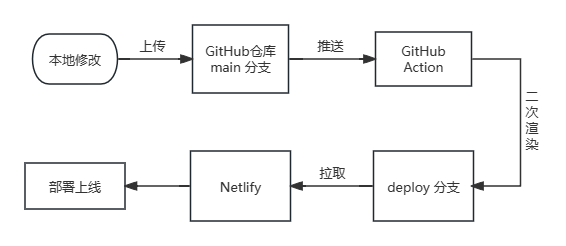 本地修改
上传
GitHub仓库
main 分支
推送
GitHub
Action
二次渲染
deploy 分支
拉取
Netlify
部署上线